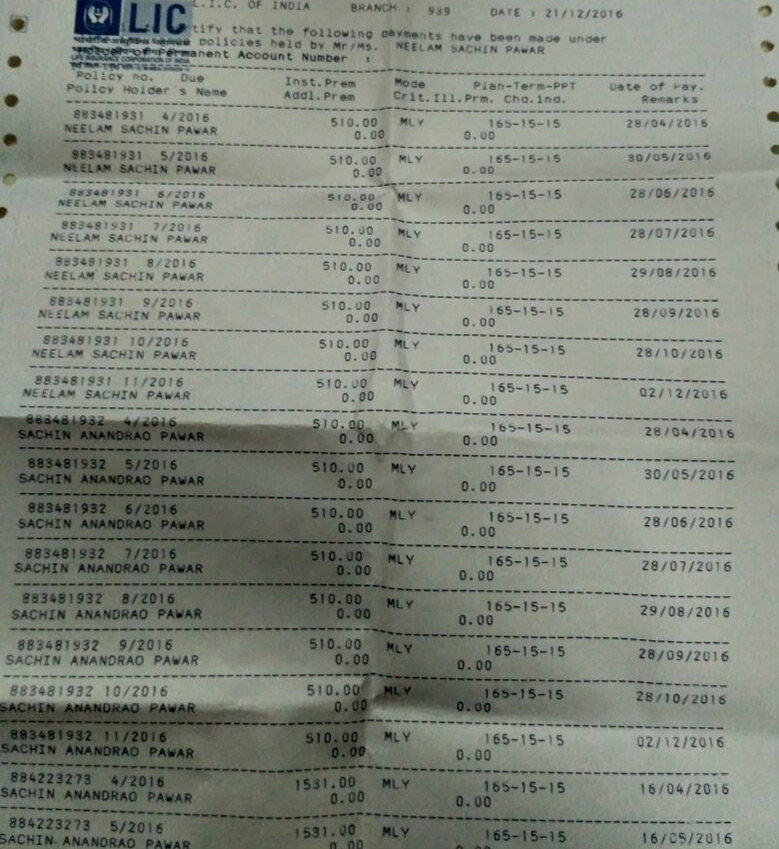 LIC
L.I.C. OF INDIA BRANCH : 939 DATE : 21/12/2016
tify that the following payments have been made under
policies held by Mr/Ms. NEELAM SACHIN PAWAR
Permanent Account Number :
LIFE INSURANCE CORPORATION OF INDIA
Policy no. Due Inst.Prem Mode Plan-Term-PPT Date of Pay.
Policy Holder's Name Addl.Prem Crit.Ill.Prm. Chq.ind. Remarks
883481931 4/2016 510.00 MLY 165-15-15 28/04/2016
NEELAM SACHIN PAWAR 0.00 0.00
883481931 5/2016 510.00 MLY 165-15-15 30/05/2016
NEELAM SACHIN PAWAR 0.00 0.00
883481931 6/2016 510.00 MLY 165-15-15 28/06/2016
NEELAM SACHIN PAWAR 0.00 0.00
883481931 7/2016 510.00 MLY 165-15-15 28/07/2016
NEELAM SACHIN PAWAR 0.00 0.00
883481931 8/2016 510.00 MLY 165-15-15 29/08/2016
NEELAM SACHIN PAWAR 0.00 0.00
883481931 9/2016 510.00 MLY 165-15-15 28/09/2016
NEELAM SACHIN PAWAR 0.00 0.00
883481931 10/2016 510.00 MLY 165-15-15 28/10/2016
NEELAM SACHIN PAWAR 0.00 0.00
883481931 11/2016 510.00 MLY 165-15-15 02/12/2016
NEELAM SACHIN PAWAR 0.00 0.00
883481932 4/2016 510.00 MLY 165-15-15 28/04/2016
SACHIN ANANDRAO PAWAR 0.00 0.00
883481932 5/2016 510.00 MLY 165-15-15 30/05/2016
SACHIN ANANDRAO PAWAR 0.00 0.00
883481932 6/2016 510.00 MLY 165-15-15 28/06/2016
SACHIN ANANDRAO PAWAR 0.00 0.00
883481932 7/2016 510.00 MLY 165-15-15 28/07/2016
SACHIN ANANDRAO PAWAR 0.00 0.00
883481932 8/2016 510.00 MLY 165-15-15 29/08/2016
SACHIN ANANDRAO PAWAR 0.00 0.00
883481932 9/2016 510.00 MLY 165-15-15 28/09/2016
SACHIN ANANDRAO PAWAR 0.00 0.00
883481932 10/2016 510.00 MLY 165-15-15 28/10/2016
SACHIN ANANDRAO PAWAR 0.00 0.00
883481932 11/2016 510.00 MLY 165-15-15 02/12/2016
SACHIN ANANDRAO PAWAR 0.00 0.00
884223273 4/2016 1531.00 MLY 165-15-15 16/04/2016
SACHIN ANANDRAO PAWAR 0.00 0.00
884223273 5/2016 1531.00 MLY 165-15-15 16/05/2016
SACHIN ANANDRAO PAWAR 0.00 0.00